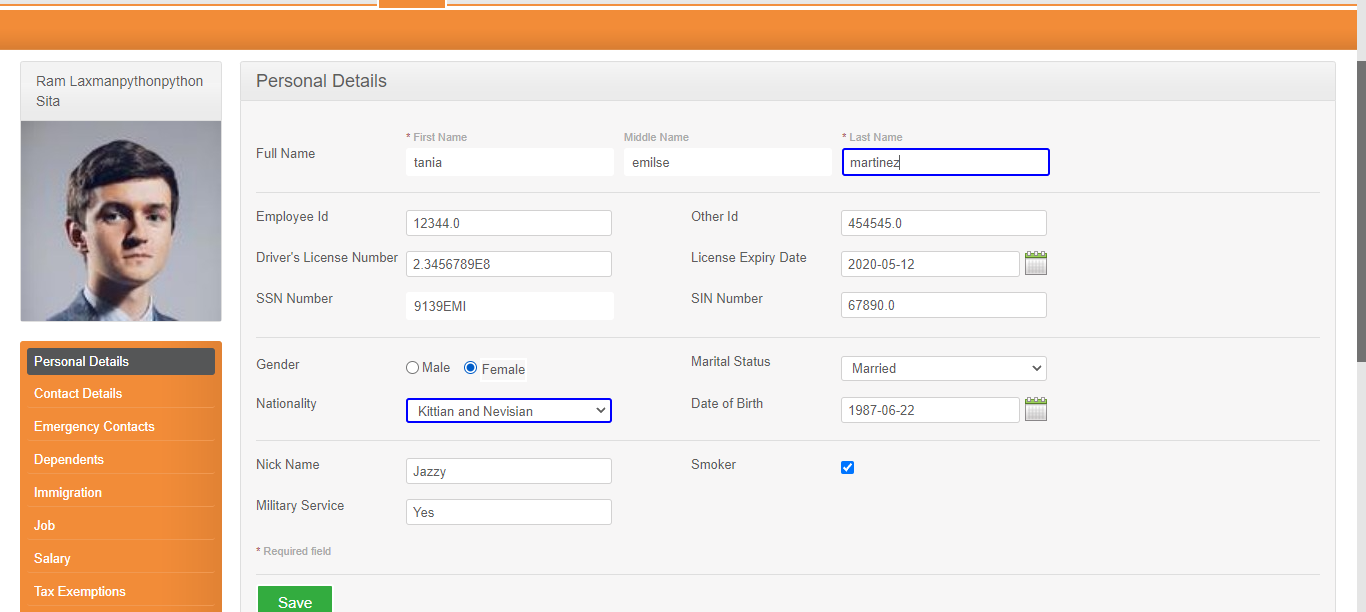 Ram Laxmanpythonpython
Sita
Personal Details
Contact Details
Emergency Contacts
Dependents
Immigration
Job
Salary
Tax Exemptions
Personal Details
* First Name Middle Name * Last Name
Full Name tania emilse martinez
Employee Id 12344.0 Other Id 454545.0
Driver's License Number 2.3456789E8 License Expiry Date 2020-05-12
SSN Number 9139EMI SIN Number 67890.0
Gender Male Female Marital Status Married
Nationality Kittian and Nevisian Date of Birth 1987-06-22
Nick Name Jazzy Smoker
Military Service Yes
* Required field
Save